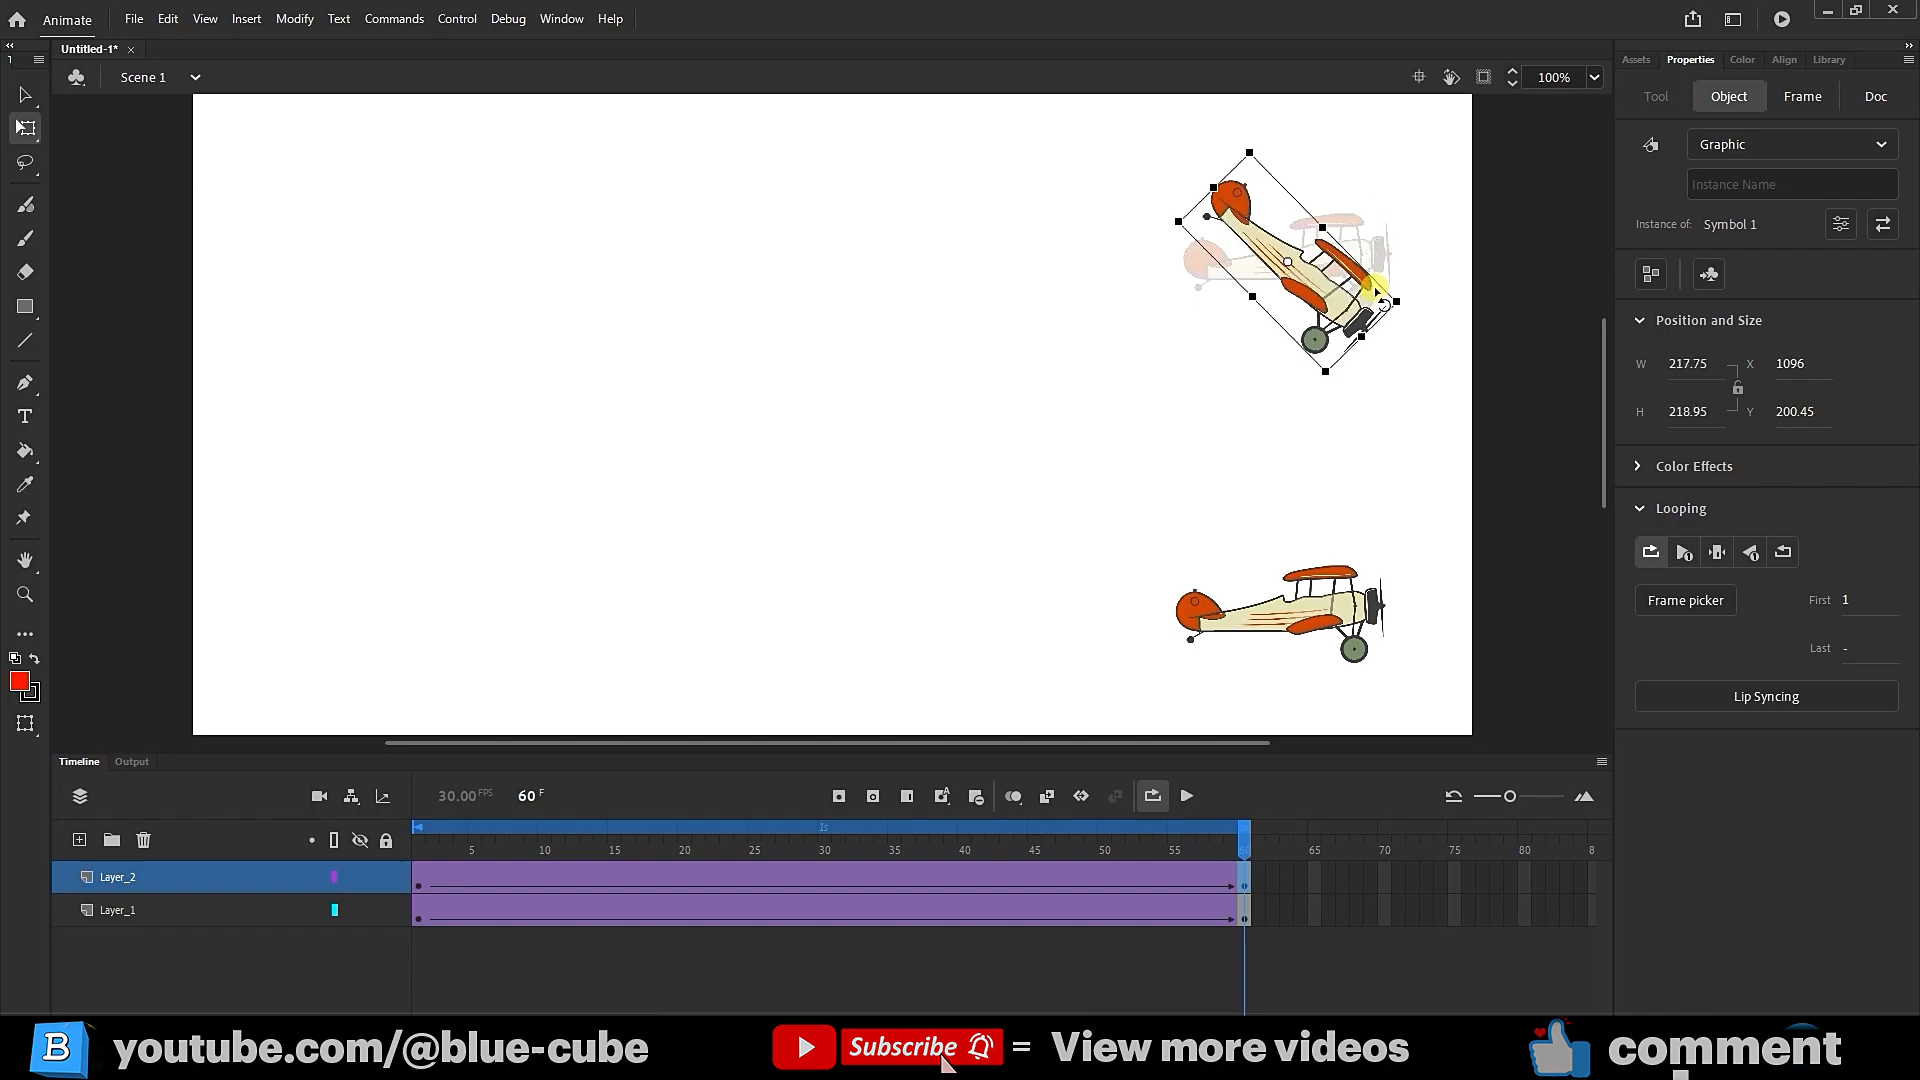 Animate File Edit View Insert Modify Text Commands Control Debug Window Help
Untitled-1*
Assets Properties Color Align Library
Scene 1
100%
Tool Object Frame Doc
Graphic
Instance Name
Instance of: Symbol 1
Position and Size
W 217.75 X 1096
H 218.95 Y 200.45
Color Effects
Looping
Frame picker First 1
Last -
Lip Syncing
Timeline Output
30.00 FPS 60 F
1s
5 10 15 20 25 30 35 40 45 50 55 60 65 70 75 80 8
Layer_2
Layer_1
B youtube.com/@blue-cube Subscribe = View more videos comment